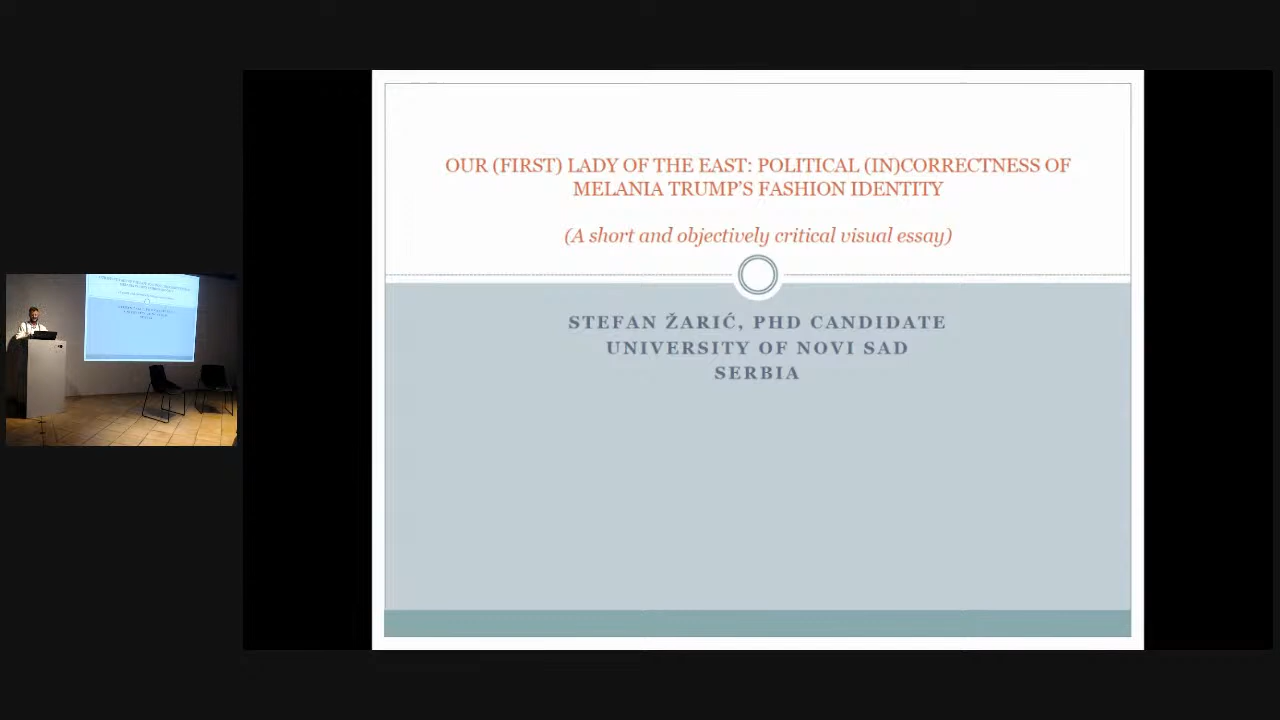 OUR (FIRST) LADY OF THE EAST: POLITICAL (IN)CORRECTNESS OF
MELANIA TRUMP'S FASHION IDENTITY
(A short and objectively critical visual essay)
STEFAN ŽARIĆ, PHD CANDIDATE
UNIVERSITY OF NOVI SAD
SERBIA